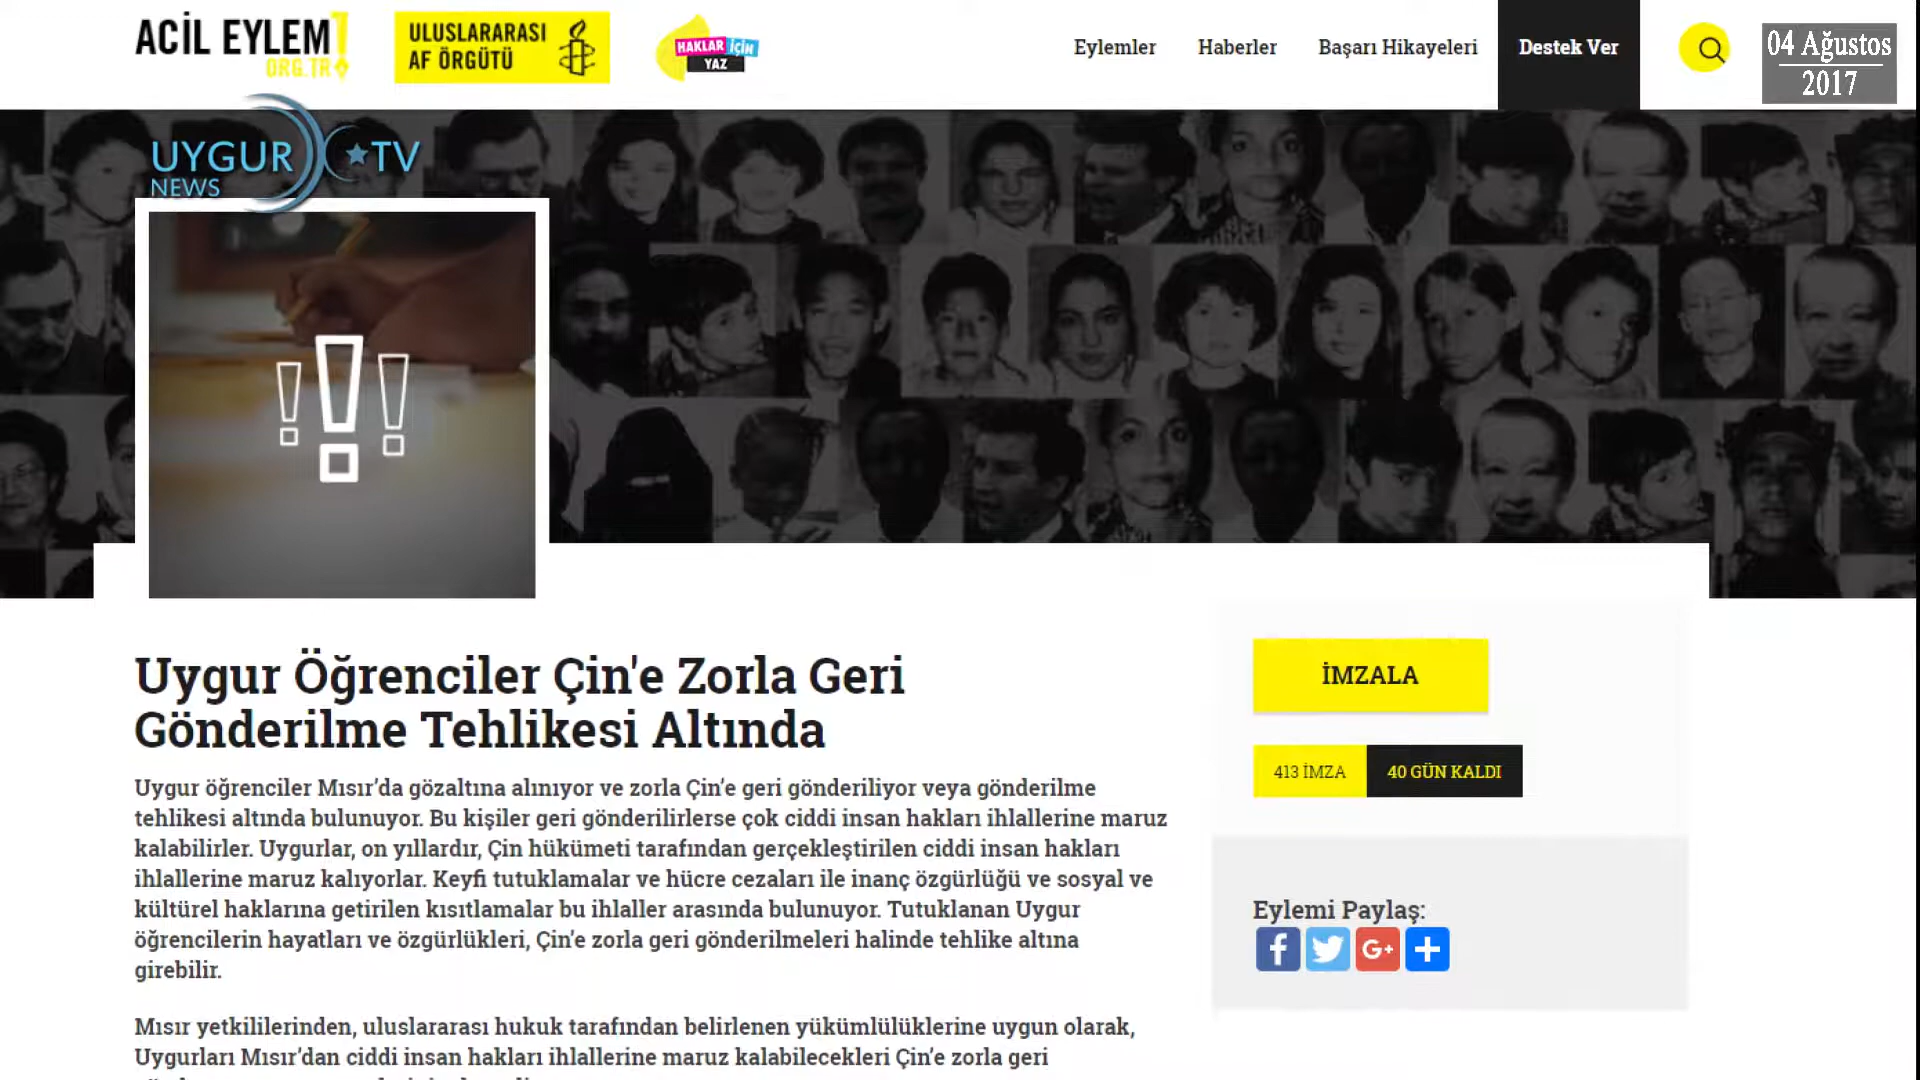 ACİL EYLEM!
ORG.TR
ULUSLARARASI
AF ÖRGÜTÜ
HAKLAR İÇİN
YAZ
Eylemler
Haberler
Başarı Hikayeleri
Destek Ver
04 Ağustos
2017
UYGUR TV
NEWS
Uygur Öğrenciler Çin'e Zorla Geri
Gönderilme Tehlikesi Altında
Uygur öğrenciler Mısır’da gözaltına alınıyor ve zorla Çin’e geri gönderiliyor veya gönderilme
tehlikesi altında bulunuyor. Bu kişiler geri gönderilirlerse çok ciddi insan hakları ihlallerine maruz
kalabilirler. Uygurlar, on yıllardır, Çin hükümeti tarafından gerçekleştirilen ciddi insan hakları
ihlallerine maruz kalıyorlar. Keyfi tutuklamalar ve hücre cezaları ile inanç özgürlüğü ve sosyal ve
kültürel haklarına getirilen kısıtlamalar bu ihlaller arasında bulunuyor. Tutuklanan Uygur
öğrencilerin hayatları ve özgürlükleri, Çin’e zorla geri gönderilmeleri halinde tehlike altına
girebilir.
Mısır yetkililerinden, uluslararası hukuk tarafından belirlenen yükümlülüklerine uygun olarak,
Uygurları Mısır’dan ciddi insan hakları ihlallerine maruz kalabilecekleri Çin’e zorla geri
İMZALA
413 İMZA
40 GÜN KALDI
Eylemi Paylaş: